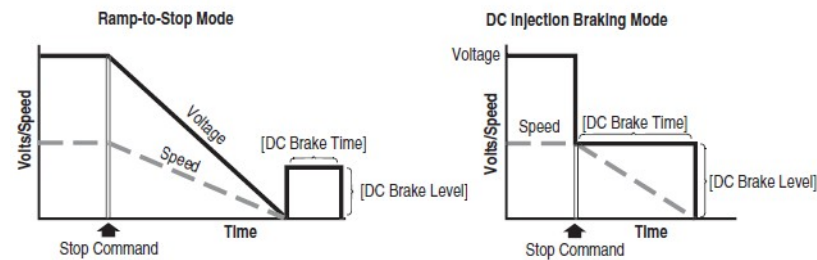 Ramp-to-Stop Mode
Volts/Speed
Voltage
Speed
[DC Brake Time]
[DC Brake Level]
Time
Stop Command
DC Injection Braking Mode
Voltage
Volts/Speed
Speed
[DC Brake Time]
[DC Brake Level]
Time
Stop Command